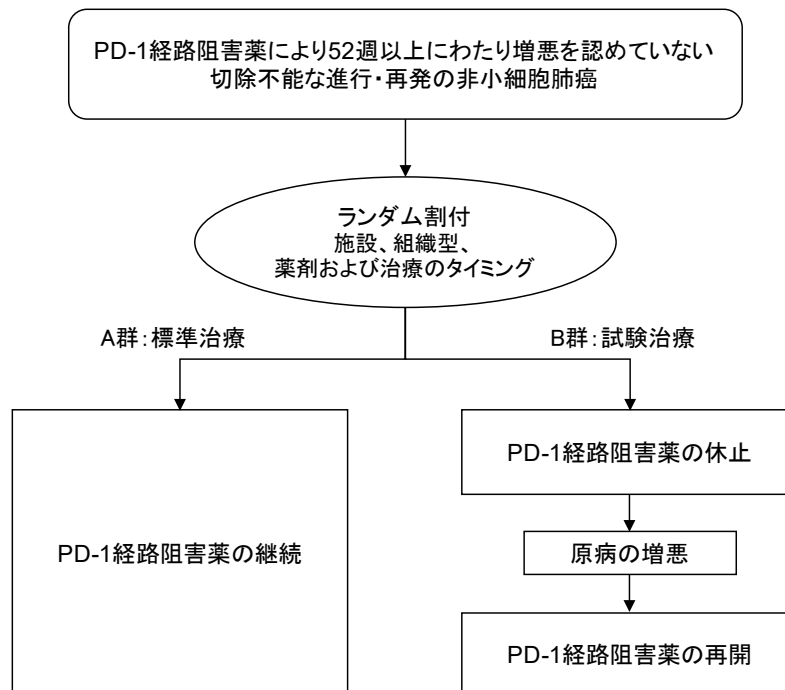 PD-1経路阻害薬により52週以上にわたり増悪を認めていない
切除不能な進行・再発の非小細胞肺癌
ランダム割付
施設、組織型、
薬剤および治療のタイミング
A群：標準治療
B群：試験治療
PD-1経路阻害薬の継続
PD-1経路阻害薬の休止
原病の増悪
PD-1経路阻害薬の再開